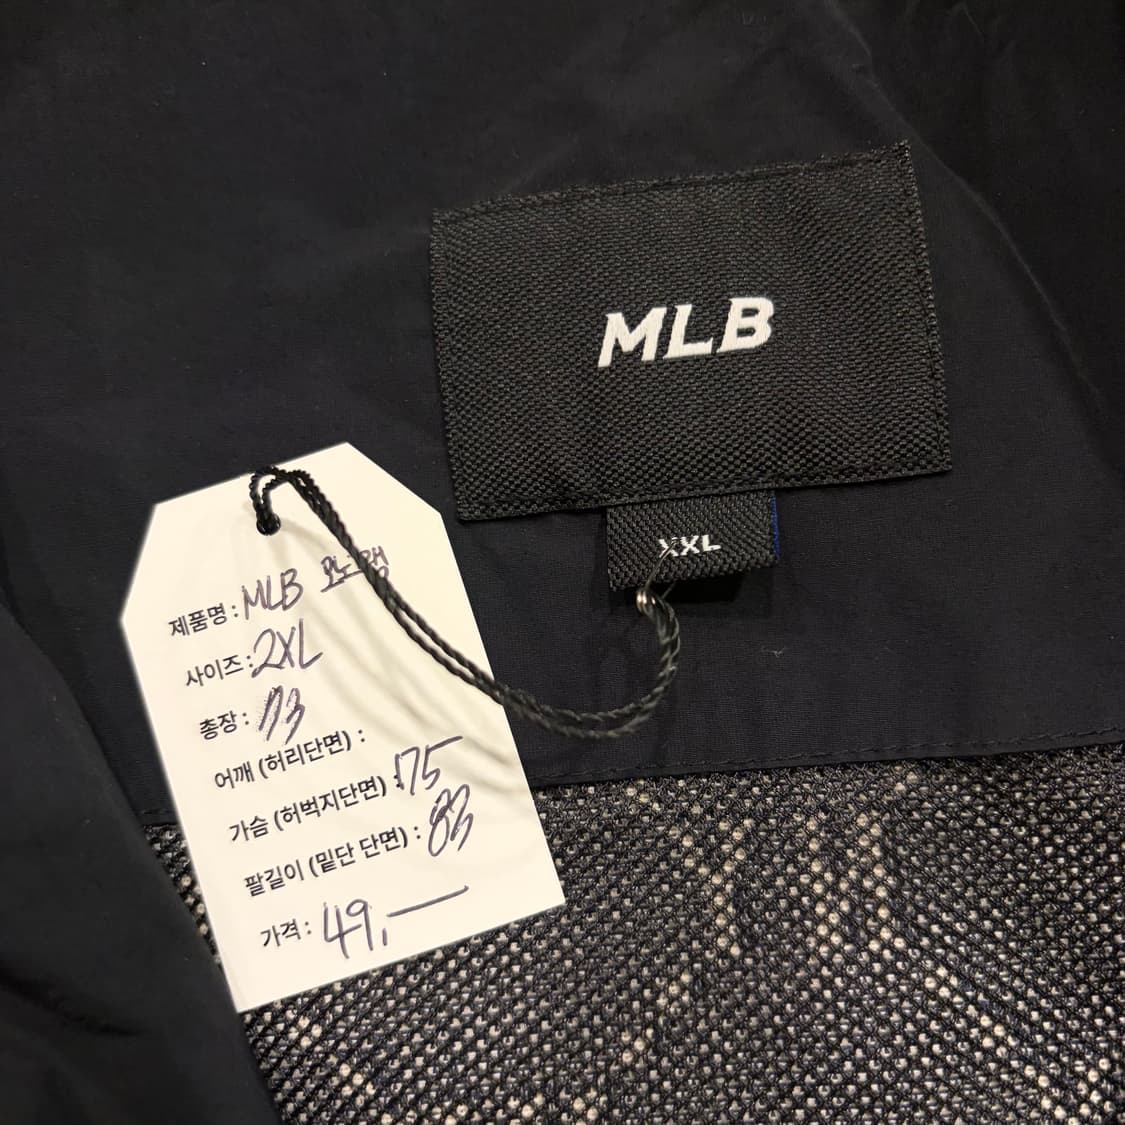 MLB
XXL
제품명 : MLB
사이즈 : 2XL
총장 : 73
어깨 (허리단면) :
가슴 (허벅지단면) : 75
팔길이 (밑단 단면) : 83
가격 : 49,—